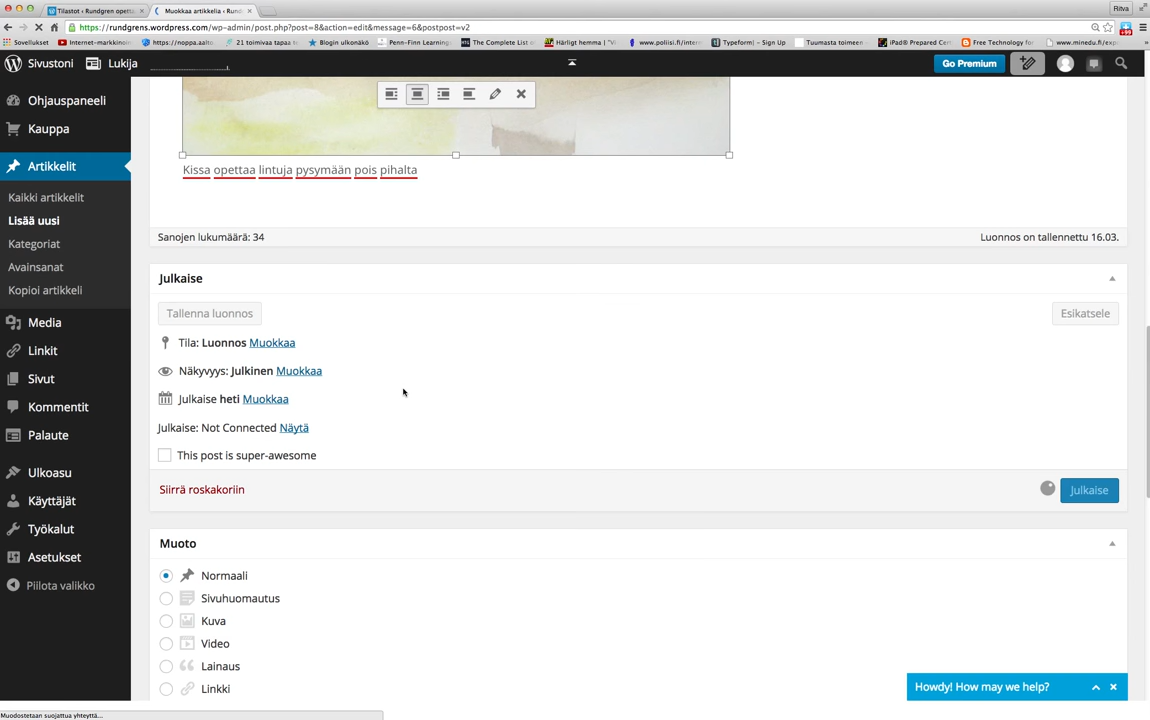 Tilastot ‹ Rundgren opetta
Muokkaa artikkelia ‹ Rund
Ritva
https://rundgrens.wordpress.com/wp-admin/post.php?post=8&action=edit&message=6&postpost=v2
Sovellukset
Internet-markkinoin
https://noppa.aalto.
21 toimivaa tapaa t
Blogin ulkonäkö
Penn-Finn Learning
The Complete List o
Härligt hemma | "V
www.poliisi.fi/intern
Typeform! – Sign Up
Tuumasta toimeen
iPad® Prepared Cert
Free Technology for
www.minedu.fi/exp
+99
Sivustoni
Lukija
Go Premium
Ohjauspaneeli
Kauppa
Artikkelit
Kaikki artikkelit
Lisää uusi
Kategoriat
Avainsanat
Kopioi artikkeli
Media
Linkit
Sivut
Kommentit
Palaute
Ulkoasu
Käyttäjät
Työkalut
Asetukset
Piilota valikko
Kissa opettaa lintuja pysymään pois pihalta
Sanojen lukumäärä: 34
Luonnos on tallennettu 16.03.
Julkaise
Tallenna luonnos
Esikatsele
Tila: Luonnos Muokkaa
Näkyvyys: Julkinen Muokkaa
Julkaise heti Muokkaa
Julkaise: Not Connected Näytä
This post is super-awesome
Siirrä roskakoriin
Julkaise
Muoto
Normaali
Sivuhuomautus
Kuva
Video
Lainaus
Linkki
Howdy! How may we help?
Muodostetaan suojattua yhteyttä...